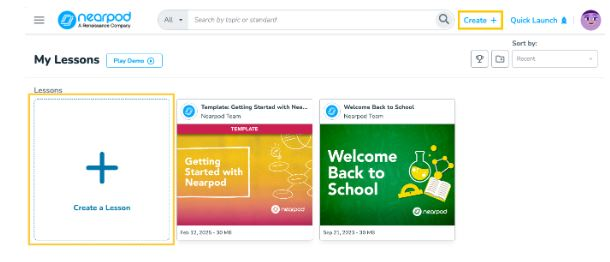 nearpod
A Renaissance Company
All
Search by topic or standard
Create +
Quick Launch
My Lessons
Play Demo
Sort by:
Recent
Lessons
Create a Lesson
Template: Getting Started with Nea...
Nearpod Team
TEMPLATE
Getting
Started with
Nearpod
nearpod
Feb 12, 2025 - 30 MB
Welcome Back to School
Nearpod Team
Welcome
Back to
School
nearpod
Sep 21, 2023 - 30 MB